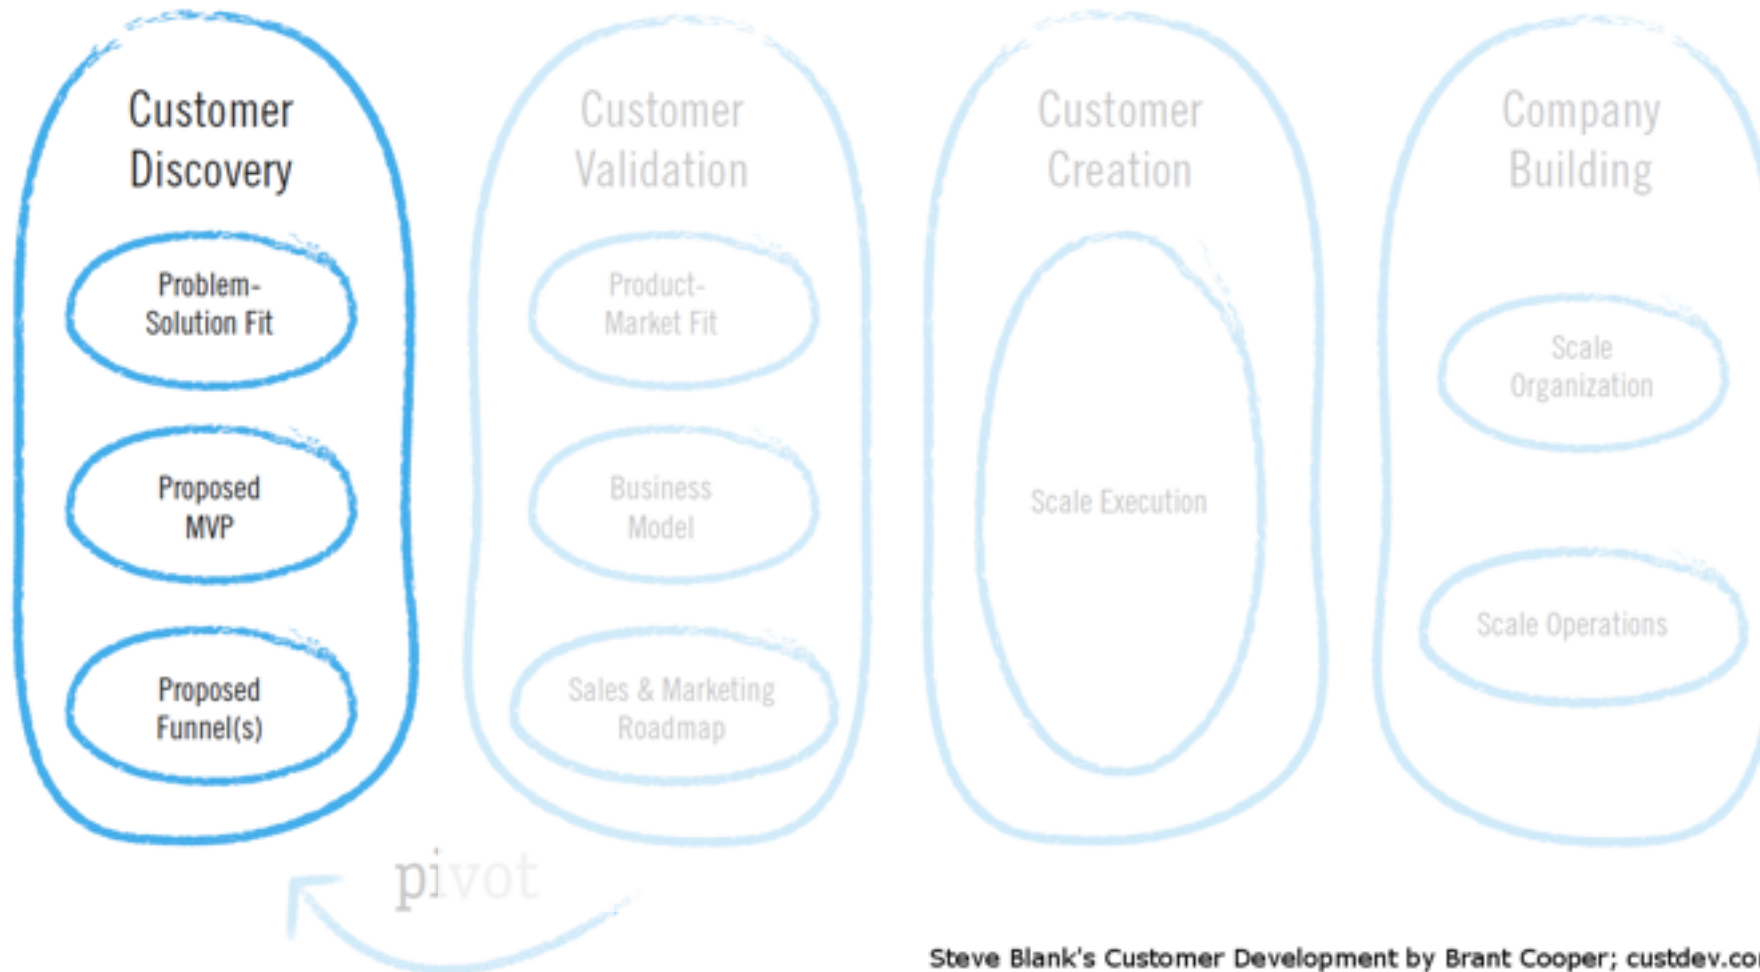 Customer
Discovery
Problem-
Solution Fit
Proposed
MVP
Proposed
Funnel(s)
Customer
Validation
Product-
Market Fit
Business
Model
Sales & Marketing
Roadmap
Customer
Creation
Scale Execution
Company
Building
Scale
Organization
Scale Operations
pivot
Steve Blank's Customer Development by Brant Cooper; custdev.co